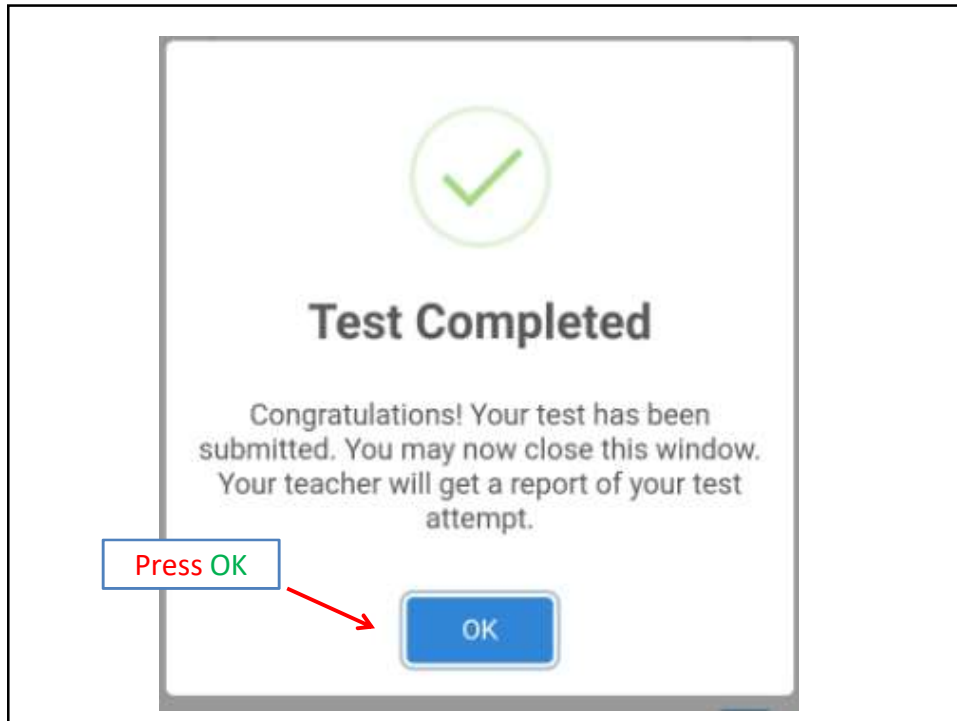 Test Completed
Congratulations! Your test has been
submitted. You may now close this window.
Your teacher will get a report of your test
attempt.
Press OK
OK